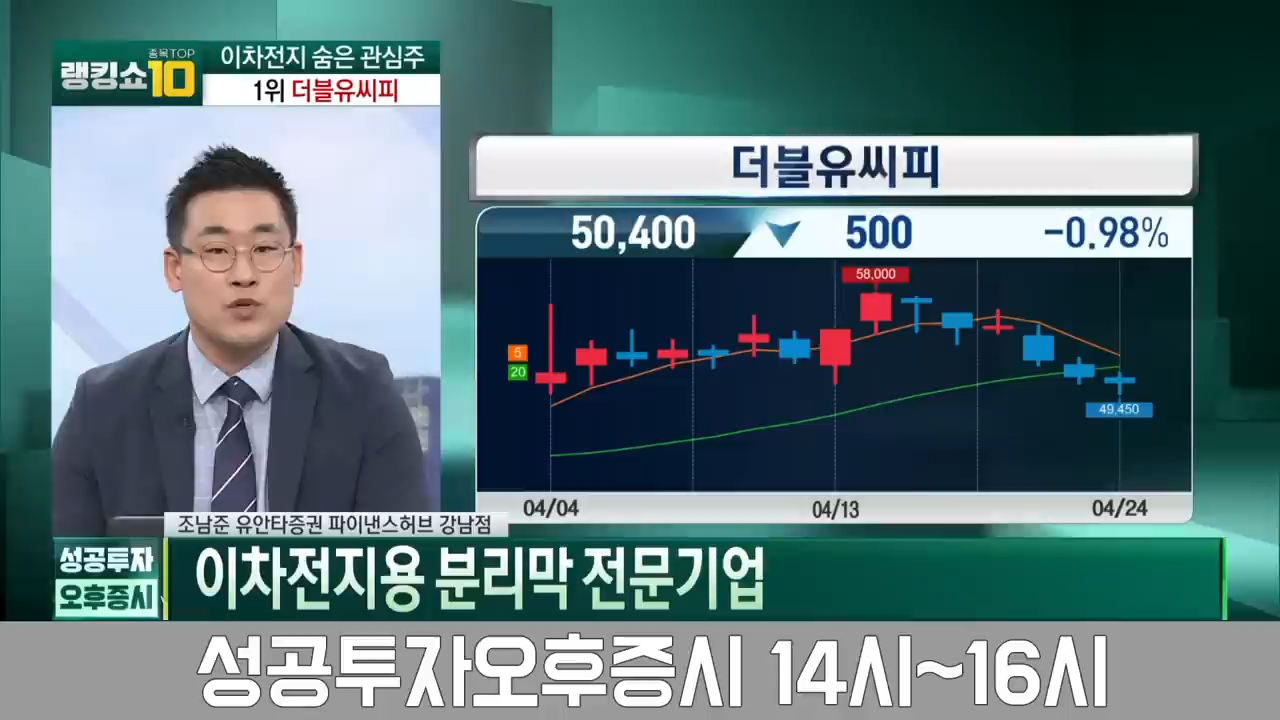 종목TOP
랭킹쇼10
이차전지 숨은 관심주
1위 더블유씨피
더블유씨피
50,400 500 -0.98%
58,000
5
20
49,450
04/04 04/13 04/24
조남준 유안타증권 파이낸스허브 강남점
성공투자
오후증시
이차전지용 분리막 전문기업
성공투자오후증시 14시~16시